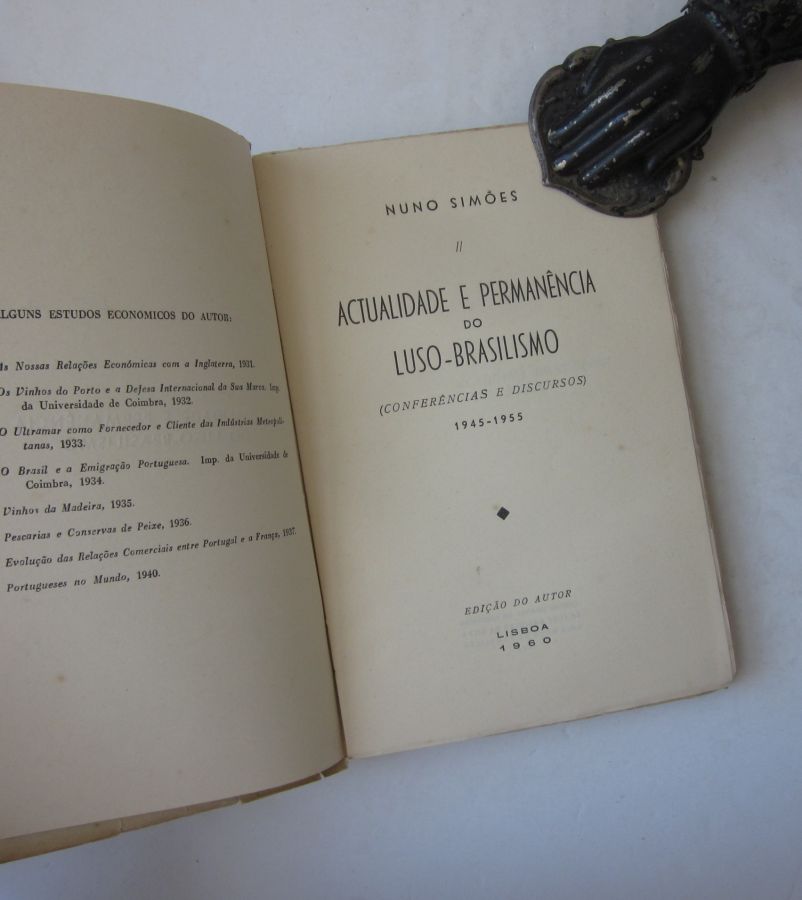 ALGUNS ESTUDOS ECONÓMICOS DO AUTOR:
As Nossas Relações Económicas com a Inglaterra, 1931.
Os Vinhos do Porto e a Defesa Internacional da Sua Marca. Imp.
da Universidade de Coimbra, 1932.
O Ultramar como Fornecedor e Cliente das Indústrias Metropoli-
tanas, 1933.
O Brasil e a Emigração Portuguesa. Imp. da Universidade de
Coimbra, 1934.
Vinhos da Madeira, 1935.
Pescarias e Conservas de Peixe, 1936.
Evolução das Relações Comerciais entre Portugal e a França, 1937.
Portugueses no Mundo, 1940.
NUNO SIMÕES
//
ACTUALIDADE E PERMANÊNCIA
DO
LUSO-BRASILISMO
(CONFERÊNCIAS E DISCURSOS)
1945-1955
EDIÇÃO DO AUTOR
LISBOA
1960